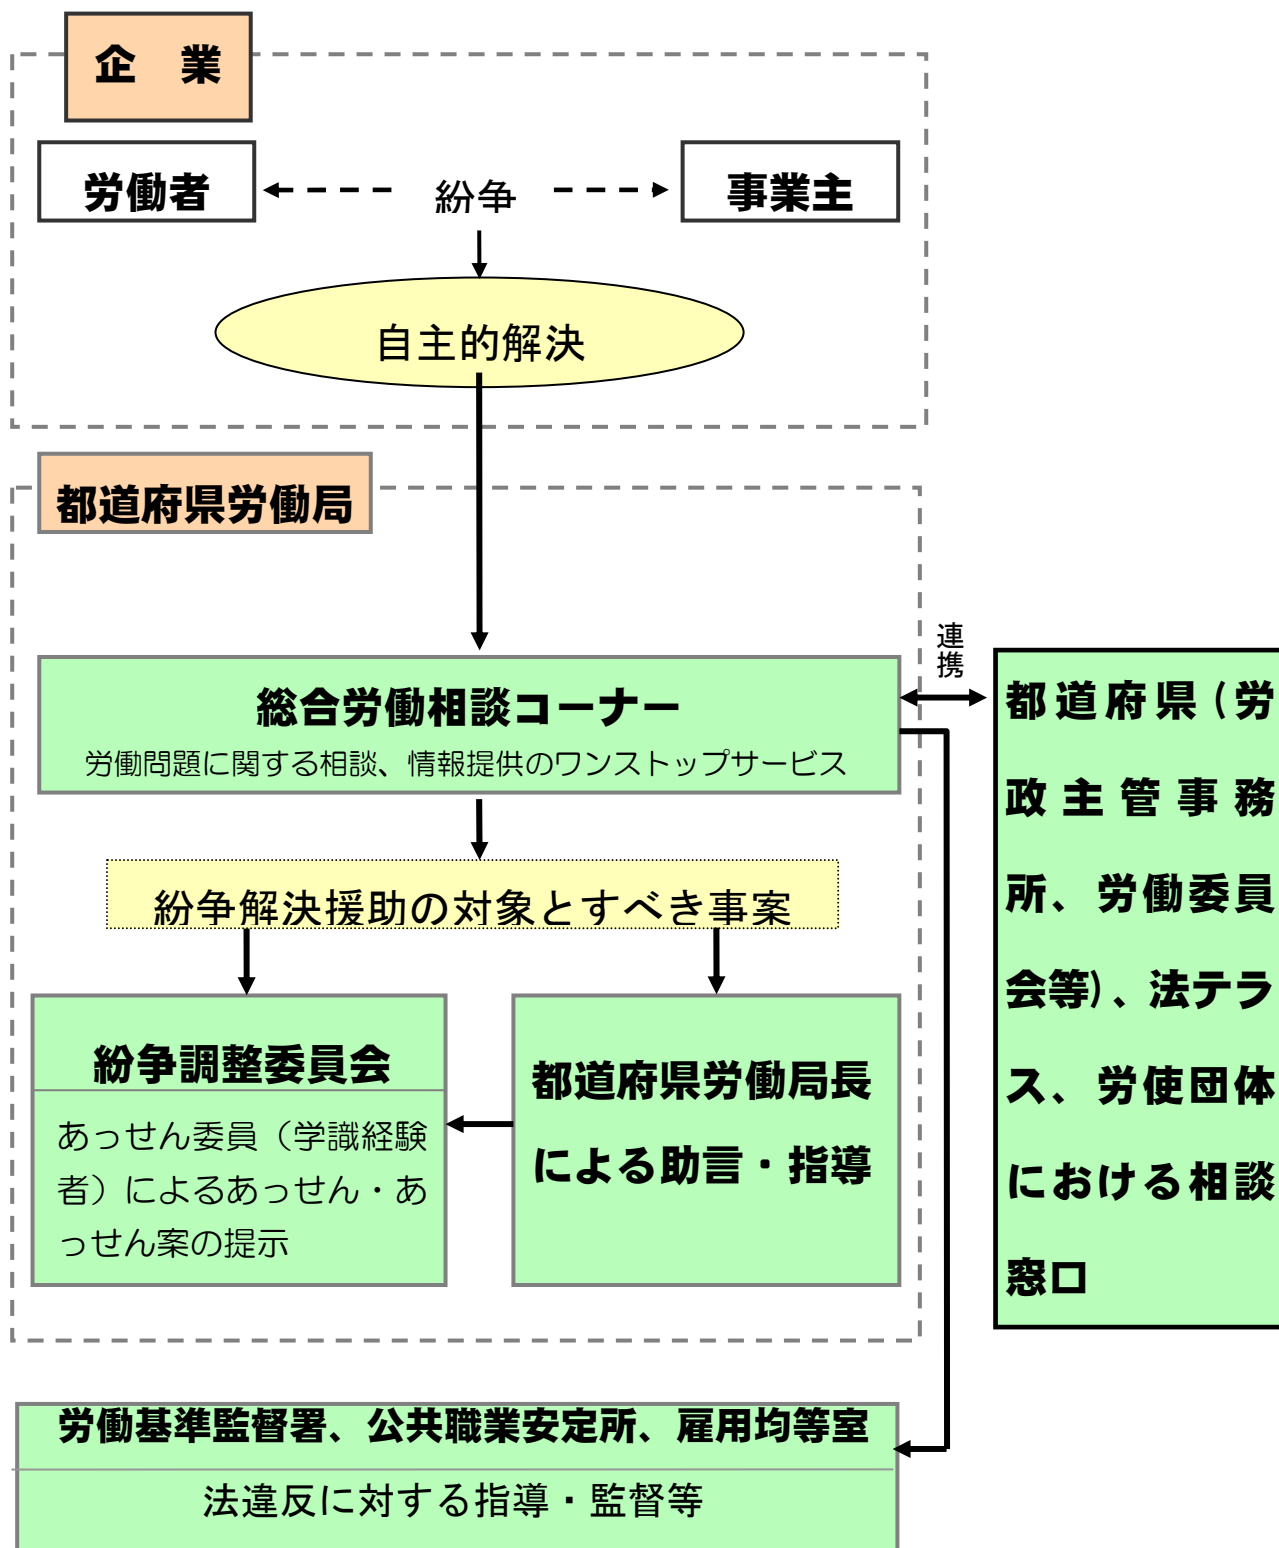 企　業
労働者
紛争
事業主
自主的解決
都道府県労働局
総合労働相談コーナー
労働問題に関する相談、情報提供のワンストップサービス
連携
都道府県（労
政主管事務
所、労働委員
会等）、法テラ
ス、労使団体
における相談
窓口
紛争解決援助の対象とすべき事案
紛争調整委員会
あっせん委員（学識経験
者）によるあっせん・あ
っせん案の提示
都道府県労働局長
による助言・指導
労働基準監督署、公共職業安定所、雇用均等室
法違反に対する指導・監督等